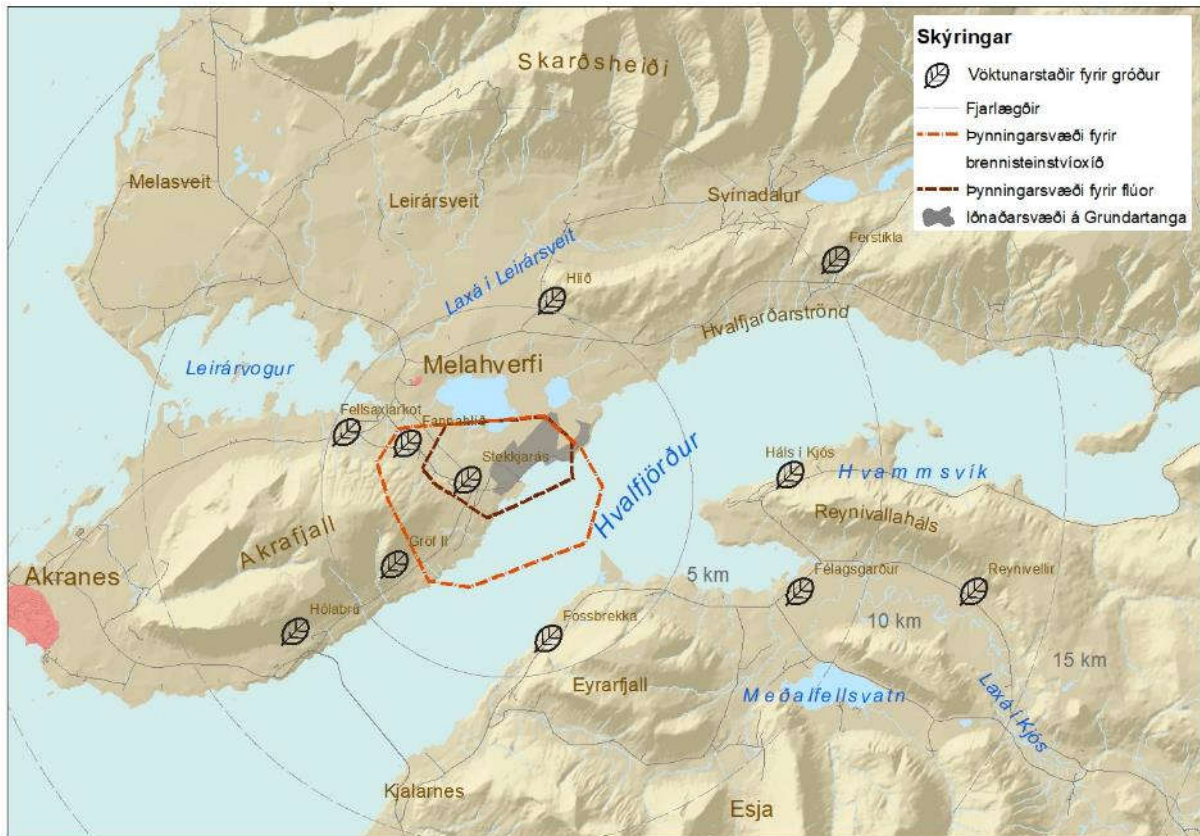 Skýringar
Vöktunarstaðir fyrir gróður
Fjarlægðir
Þynningarsvæði fyrir
brennisteinstvíoxíð
Þynningarsvæði fyrir flúor
Iðnaðarsvæði á Grundartanga
Skarðsheiði
Melasveit
Leirársveit
Svínadalur
Ferstikla
Laxá í Leirársveit
Hlíð
Hvalfjarðarströnd
Leirárvogur
Melahverfi
Fellsaxlarkot
Fannahlíð
Stekkjarás
Hvalfjörður
Háls í Kjós
Hvammsvík
Reynivallaháls
Akrafjall
Gröf II
Akranes
5 km
Félagsgarður
Reynivellir
Hólabrú
Fossbrekka
10 km
15 km
Eyrarfjall
Meðalfellsvatn
Laxá í Kjós
Kjalarnes
Esja